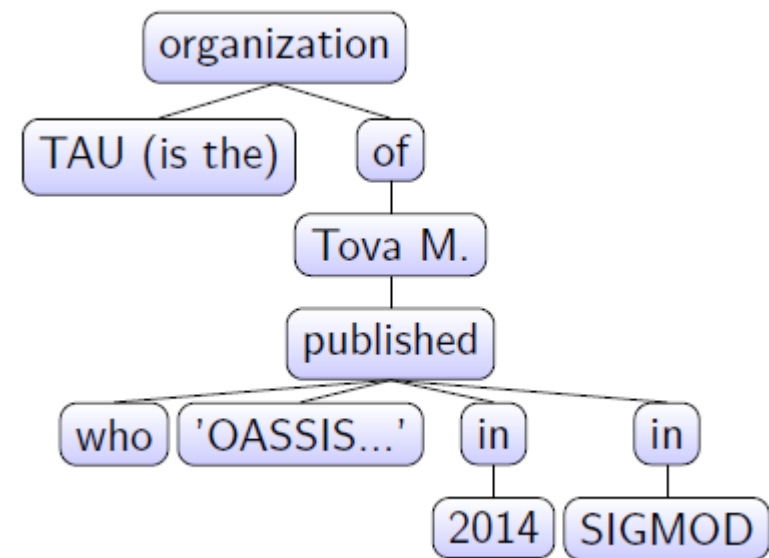 organization
TAU (is the) of
Tova M.
published
who 'OASSIS...' in in
2014 SIGMOD